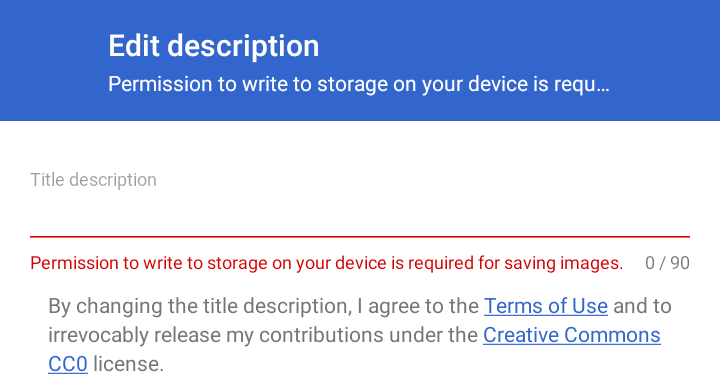 Edit description
Permission to write to storage on your device is requ...
Title description
Permission to write to storage on your device is required for saving images. 0 / 90
By changing the title description, I agree to the Terms of Use and to
irrevocably release my contributions under the Creative Commons
CC0 license.